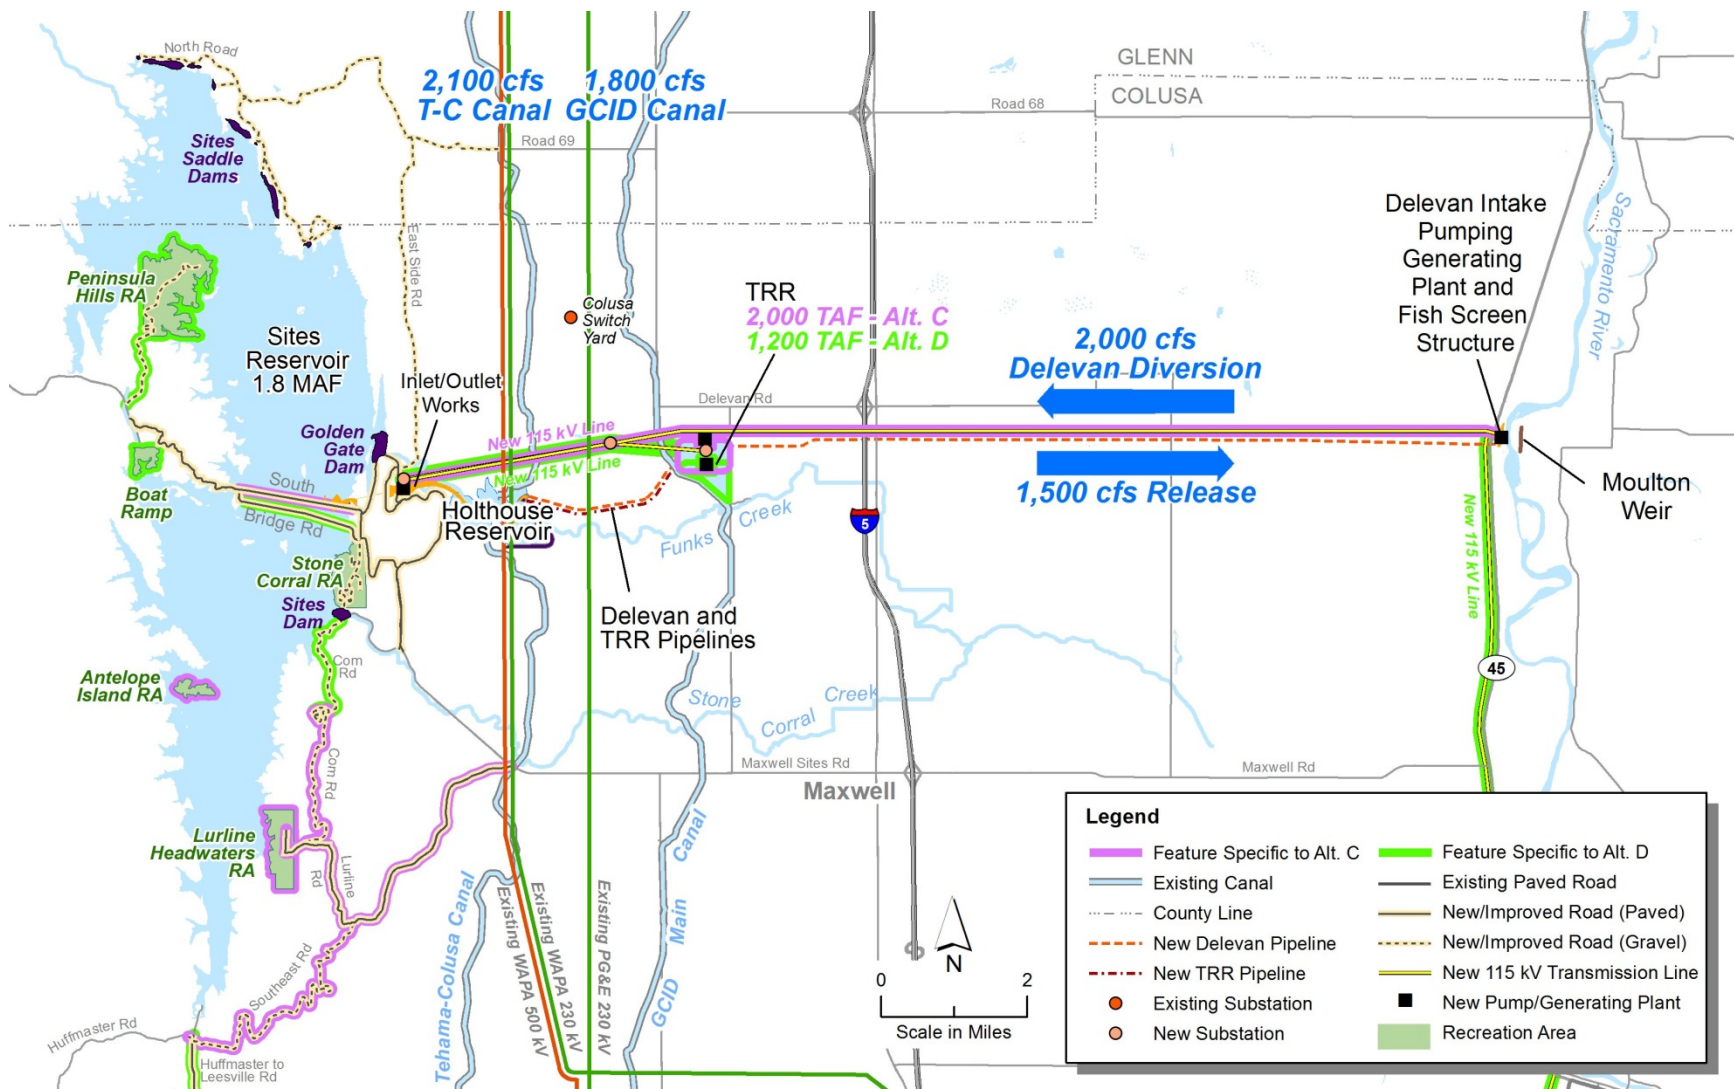 North Road
2,100 cfs
T-C Canal
1,800 cfs
GCID Canal
GLENN
COLUSA
Road 68
Road 69
Sites
Saddle
Dams
East Side Rd
Sacramento River
Delevan Intake
Pumping
Generating
Plant and
Fish Screen
Structure
Peninsula
Hills RA
Sites
Reservoir
1.8 MAF
Colusa
Switch
Yard
TRR
2,000 TAF - Alt. C
1,200 TAF - Alt. D
2,000 cfs
Delevan Diversion
Inlet/Outlet
Works
Delevan Rd
Golden
Gate
Dam
New 115 kV Line
New 115 kV Line
1,500 cfs Release
Moulton
Weir
Boat
Ramp
South
Bridge Rd
Holthouse
Reservoir
Funks
Creek
5
New 115 kV Line
Stone
Corral RA
Sites
Dam
Delevan and
TRR Pipelines
45
Com
Rd
Antelope
Island RA
Stone
Corral
Creek
Com Rd
Maxwell Sites Rd
Maxwell Rd
Maxwell
Lurline
Headwaters
RA
Lurline
Rd
Tehama-Colusa Canal
Existing WAPA 500 kV
Existing WAPA 230 kV
Existing PG&E 230 kV
GCID Main Canal
Southeast Rd
Huffmaster Rd
Huffmaster to
Leesville Rd
N
0
2
Scale in Miles
Legend
Feature Specific to Alt. C
Existing Canal
County Line
New Delevan Pipeline
New TRR Pipeline
Existing Substation
New Substation
Feature Specific to Alt. D
Existing Paved Road
New/Improved Road (Paved)
New/Improved Road (Gravel)
New 115 kV Transmission Line
New Pump/Generating Plant
Recreation Area